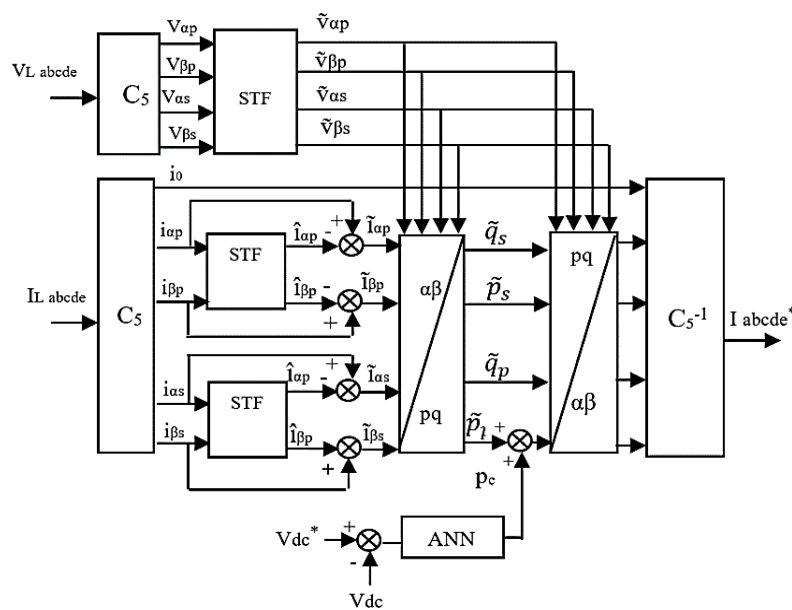 Vαp
ṽαp
VL abcde
C5
Vβp
STF
ṽβp
Vαs
ṽαs
Vβs
ṽβs
i0
IL abcde
C5
iαp
STF
îαp
-
+
ĩαp
iβp
îβp
-
+
ĩβp
iαs
STF
îαp
-
+
ĩαs
iβs
îβp
-
+
ĩβs
αβ
pq
q̃s
p̃s
q̃p
p̃l
+
+
pc
pq
αβ
C5-1
I abcde*
Vdc*
+
-
ANN
Vdc